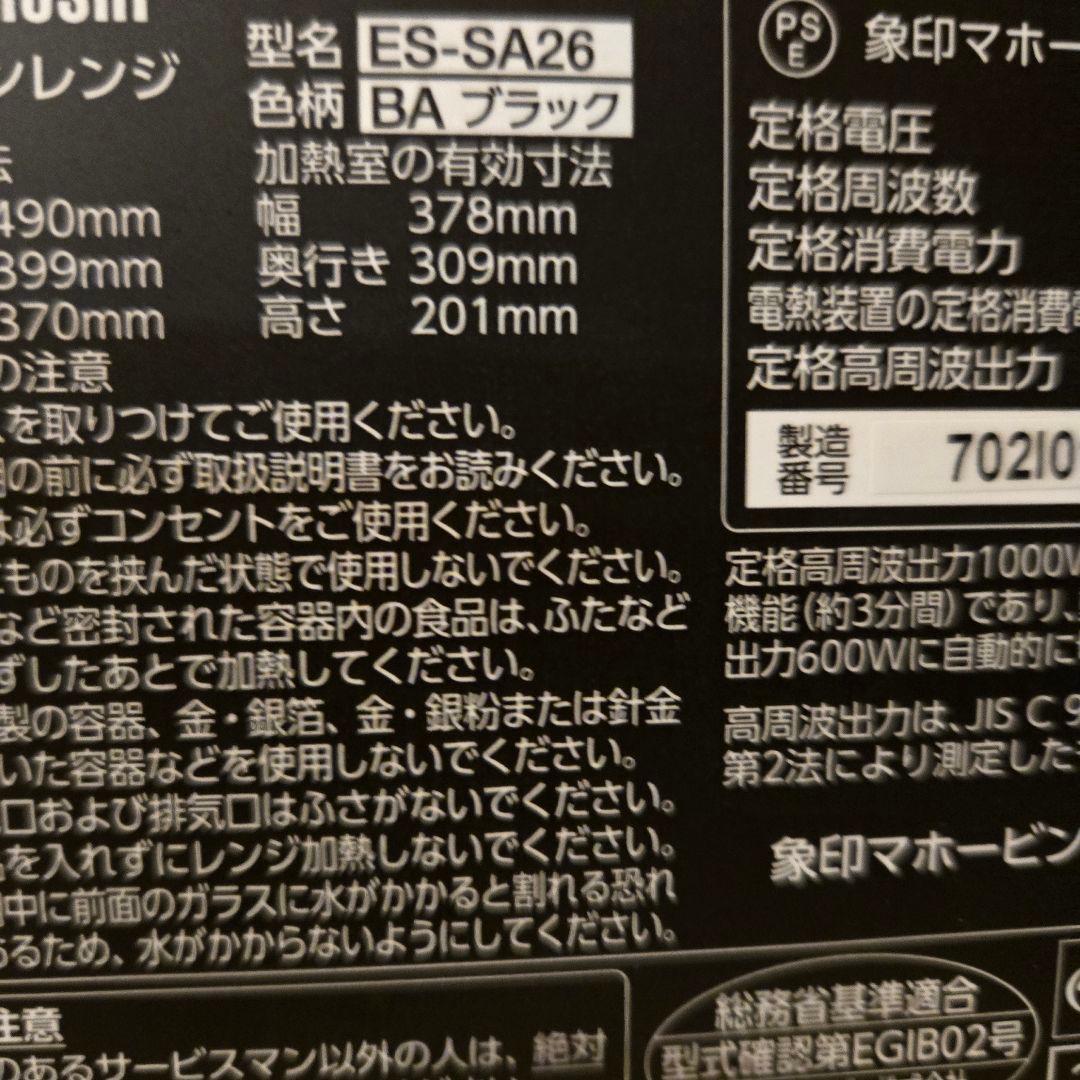 型名 ES-SA26
ンレンジ
色柄 BA ブラック
加熱室の有効寸法
490mm 幅 378mm
399mm 奥行き 309mm
370mm 高さ 201mm
の注意
を取りつけてご使用ください。
の前に必ず取扱説明書をお読みください。
は必ずコンセントをご使用ください。
ものを挟んだ状態で使用しないでください。
など密封された容器内の食品は、ふたなど
ずしたあとで加熱してください。
製の容器、金・銀箔、金・銀粉または針金
いた容器などを使用しないでください。
口および排気口はふさがないでください。
を入れずにレンジ加熱しないでください。
中に前面のガラスに水がかかると割れる恐れ
あるため、水がかからないようにしてください。
注意
のあるサービスマン以外の人は、絶対
PS
E
象印マホー
定格電圧
定格周波数
定格消費電力
電熱装置の定格消費
定格高周波出力
製造
番号 702I0
定格高周波出力1000W
機能(約3分間)であり、
出力600Wに自動的に
高周波出力は、JIS C 9
第2法により測定した
象印マホービン
総務省基準適合
型式確認第EGIB02号